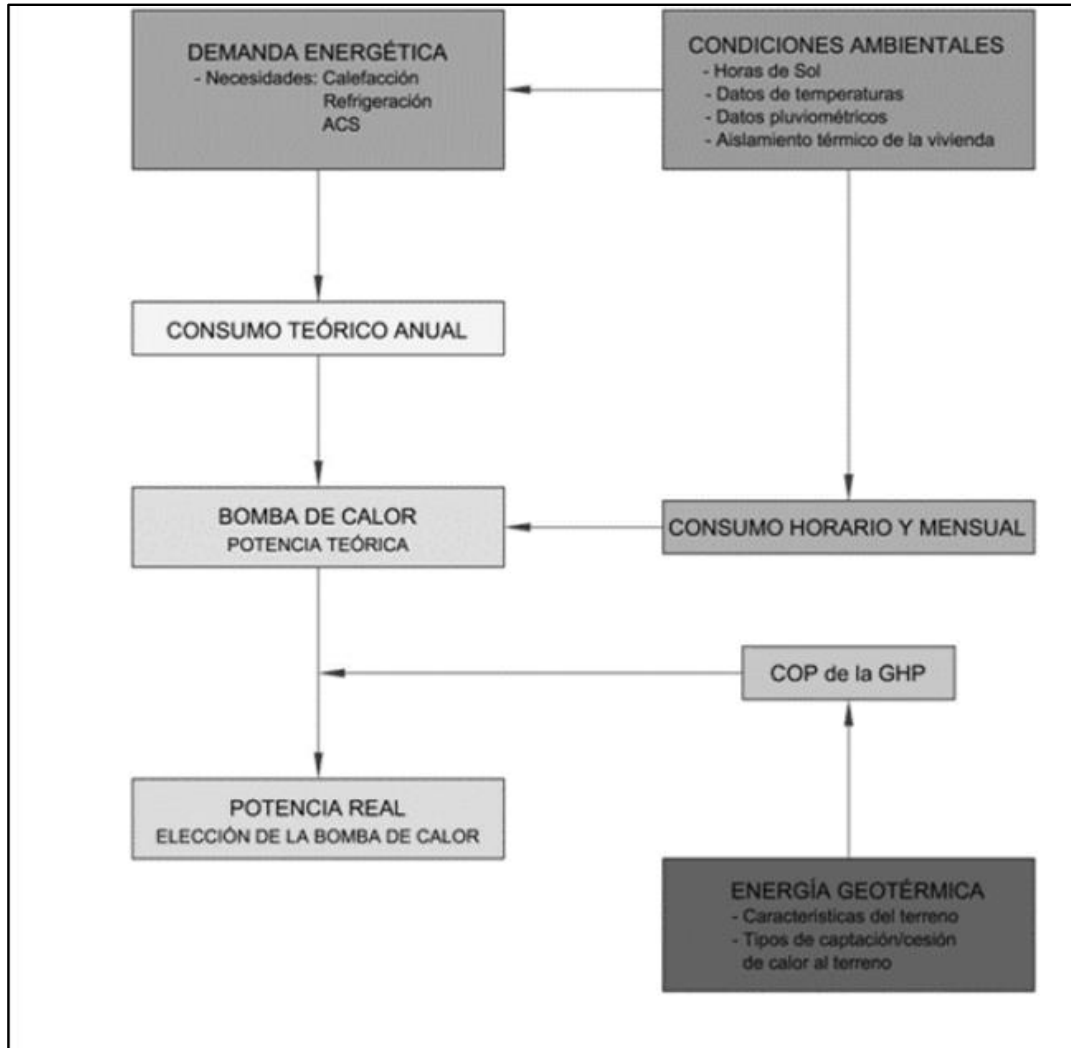 DEMANDA ENERGÉTICA
- Necesidades: Calefacción
Refrigeración
ACS
CONDICIONES AMBIENTALES
- Horas de Sol
- Datos de temperaturas
- Datos pluviométricos
- Aislamiento térmico de la vivienda
CONSUMO TEÓRICO ANUAL
BOMBA DE CALOR
POTENCIA TEÓRICA
CONSUMO HORARIO Y MENSUAL
COP de la GHP
POTENCIA REAL
ELECCIÓN DE LA BOMBA DE CALOR
ENERGÍA GEOTÉRMICA
- Características del terreno
- Tipos de captación/cesión
de calor al terreno